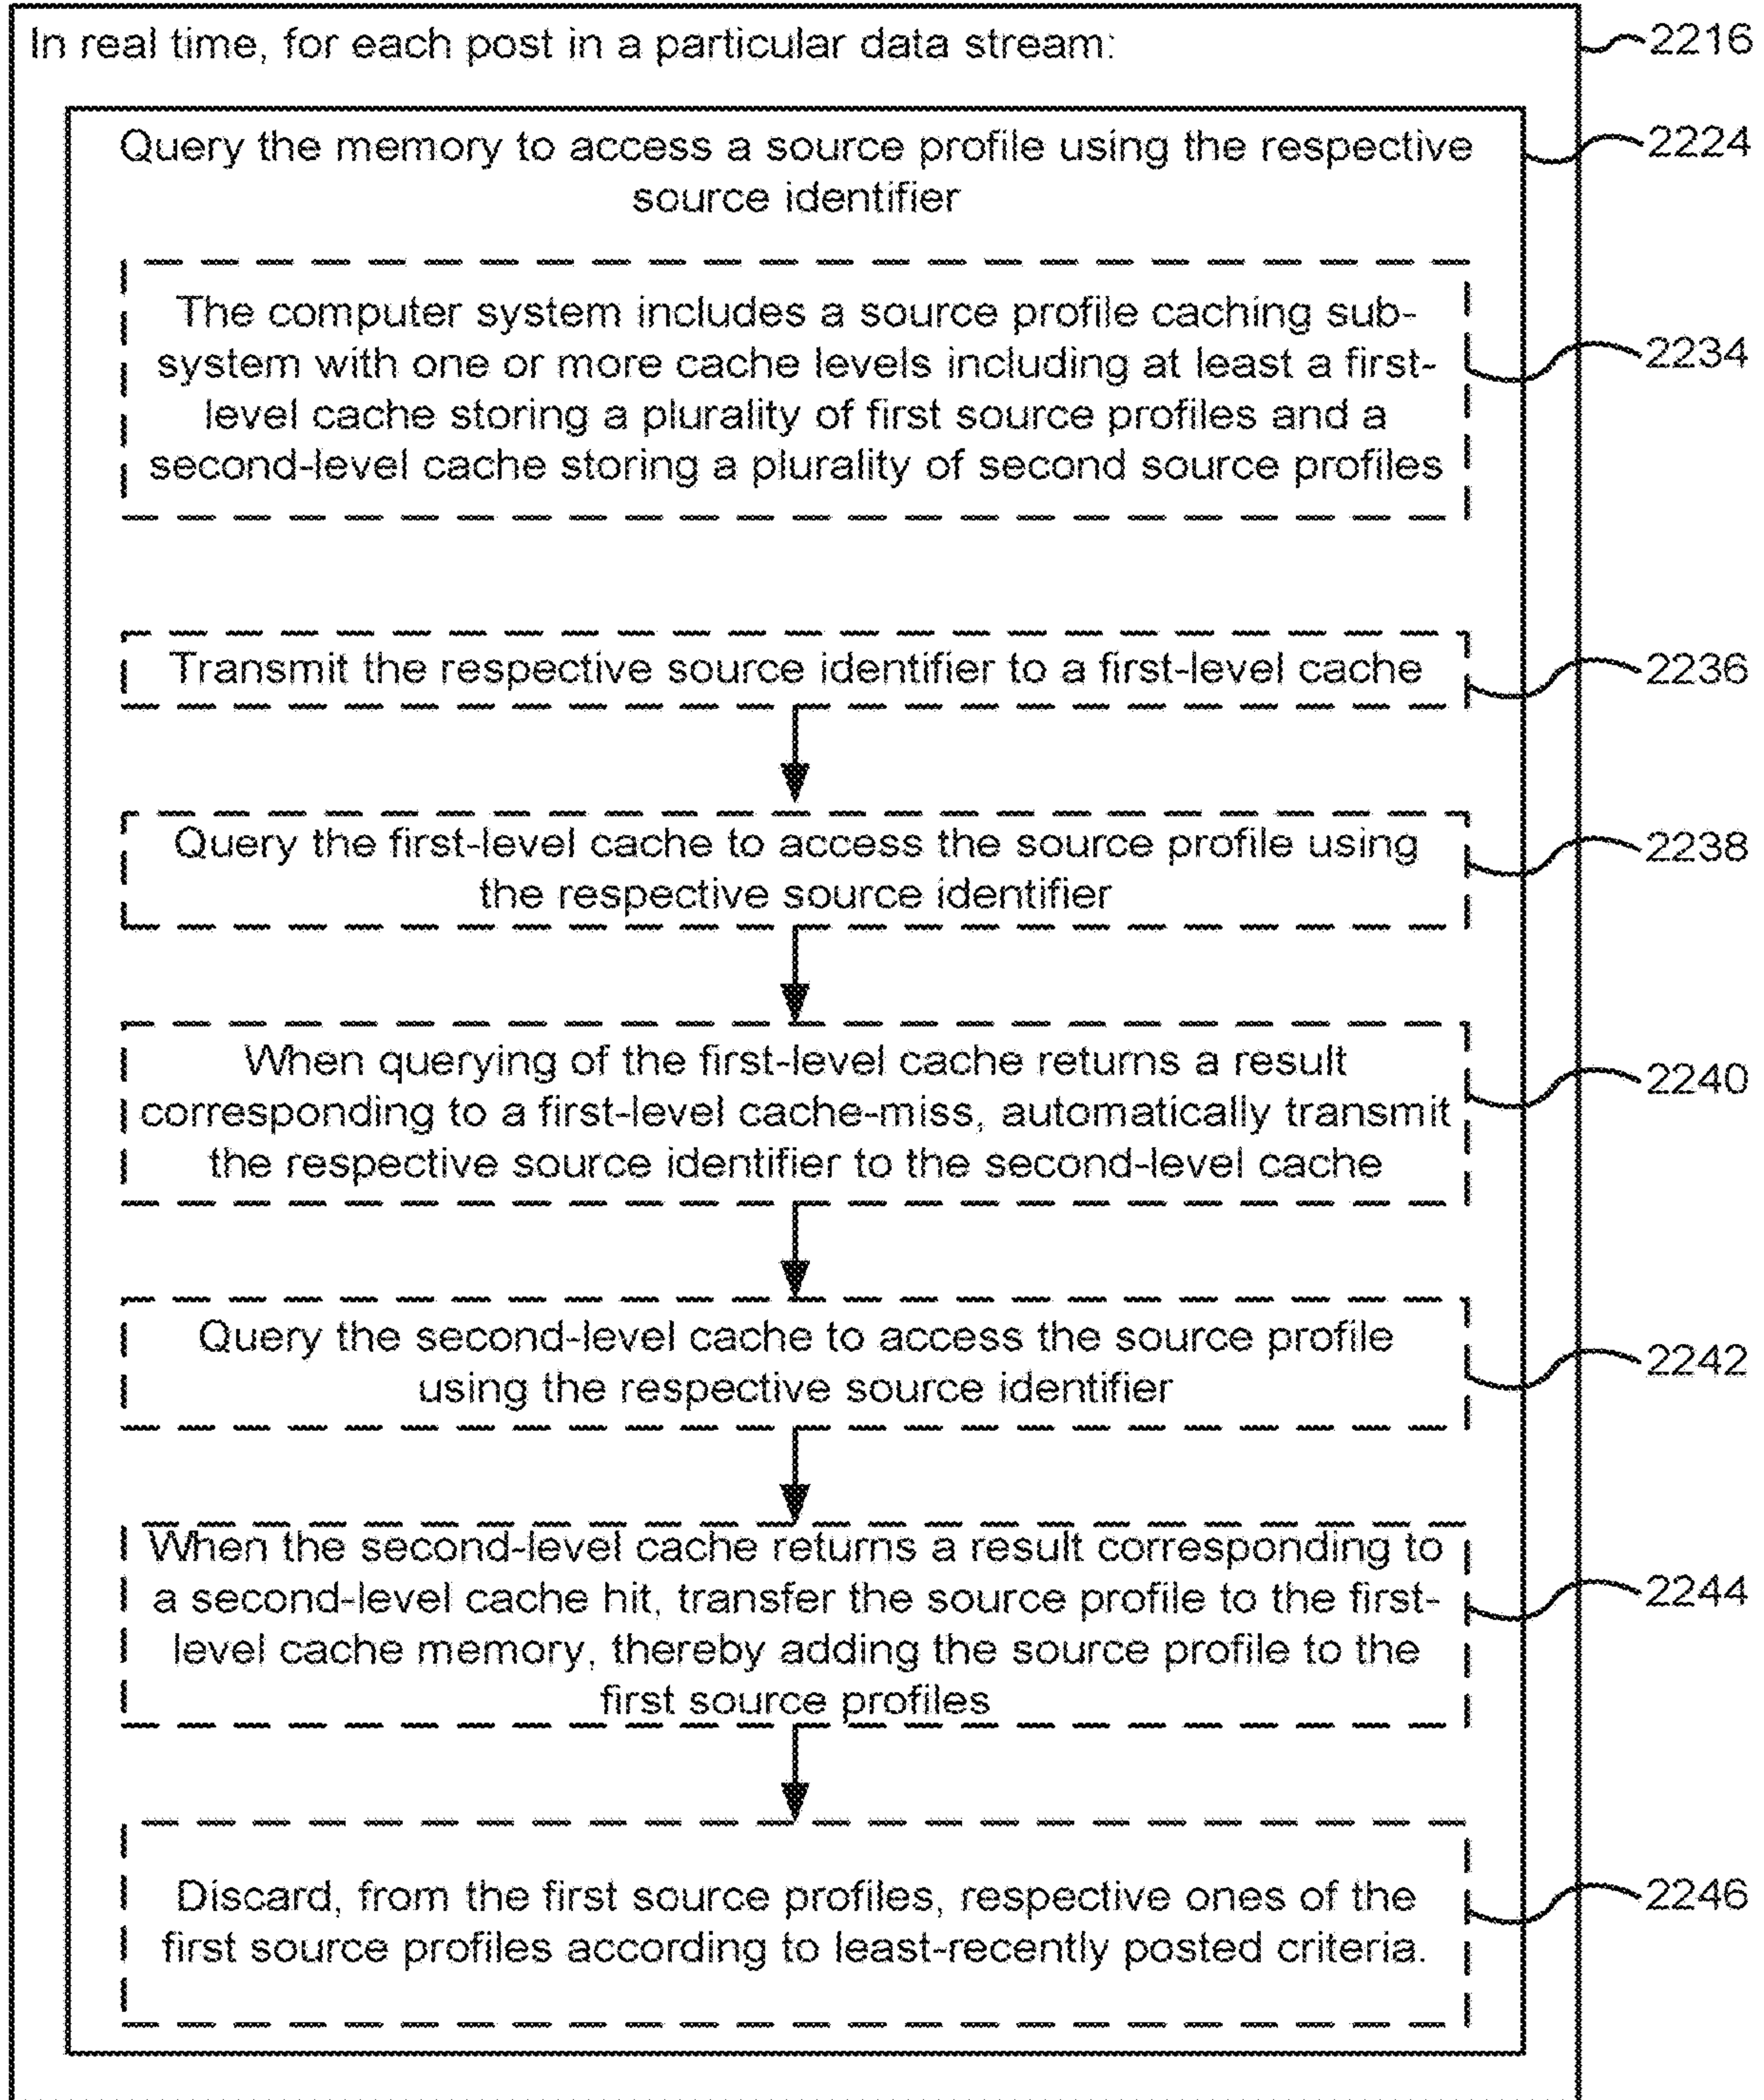 In real time, for each post in a particular data stream:
2216
Query the memory to access a source profile using the respective
source identifier
2224
The computer system includes a source profile caching sub-
system with one or more cache levels including at least a first-
level cache storing a plurality of first source profiles and a
second-level cache storing a plurality of second source profiles
2234
Transmit the respective source identifier to a first-level cache
2236
Query the first-level cache to access the source profile using
the respective source identifier
2238
When querying of the first-level cache returns a result
corresponding to a first-level cache-miss, automatically transmit
the respective source identifier to the second-level cache
2240
Query the second-level cache to access the source profile
using the respective source identifier
2242
When the second-level cache returns a result corresponding to
a second-level cache hit, transfer the source profile to the first-
level cache memory, thereby adding the source profile to the
first source profiles
2244
Discard, from the first source profiles, respective ones of the
first source profiles according to least-recently posted criteria.
2246